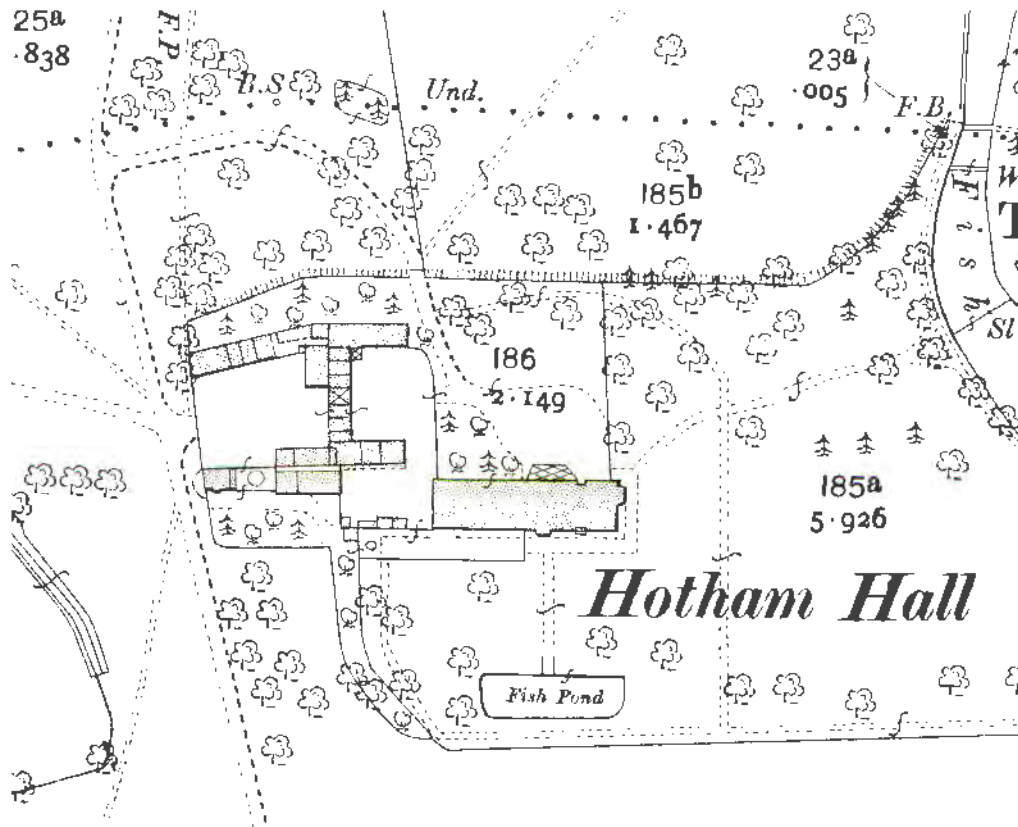 25a
·838
F.P.
B.S
Und.
23a
·005
F.B.
185b
1·467
Fish
W
T
Sl
186
2·149
185a
5·926
Hotham Hall
Fish Pond